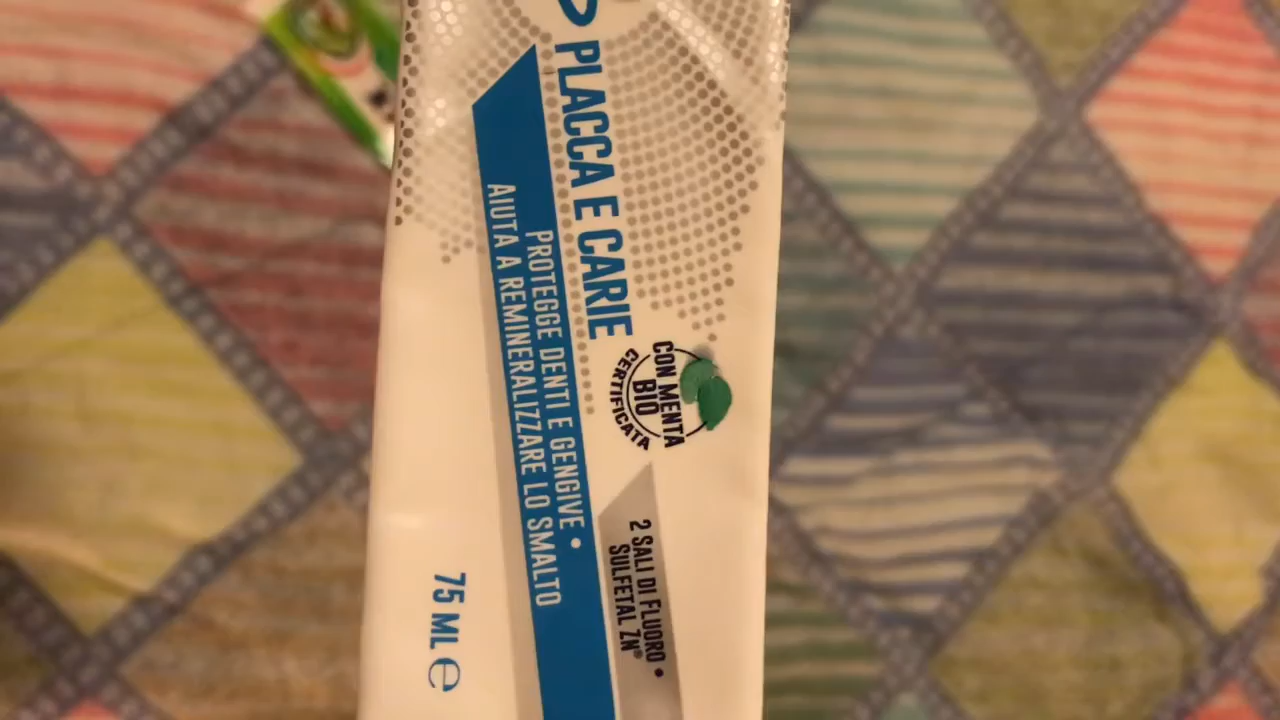 PLACCA E CARIE
PROTEGGE DENTI E GENGIVE •
AIUTA A REMINERALIZZARE LO SMALTO
CON MENTA
BIO
CERTIFICATA
2 SALI DI FLUORO •
SULFETAL ZN®
75 ML ℮